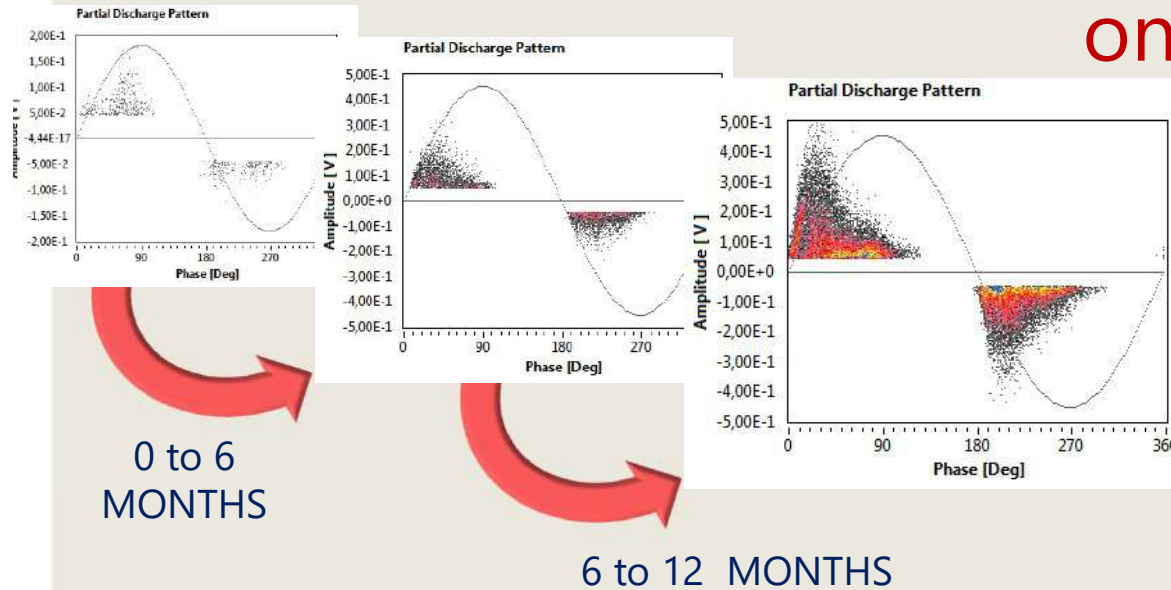 on
Partial Discharge Pattern
2,00E-1
1,50E-1
1,00E-1
5,00E-2
-4,44E-17
-5,00E-2
-1,00E-1
-1,50E-1
-2,00E-1
0 90 180 270
Phase [Deg]
Partial Discharge Pattern
Amplitude [ V ]
5,00E-1
4,00E-1
3,00E-1
2,00E-1
1,00E-1
0,00E+0
-1,00E-1
-2,00E-1
-3,00E-1
-4,00E-1
-5,00E-1
0 90 180 270
Phase [Deg]
Partial Discharge Pattern
Amplitude [ V ]
5,00E-1
4,00E-1
3,00E-1
2,00E-1
1,00E-1
0,00E+0
-1,00E-1
-2,00E-1
-3,00E-1
-4,00E-1
-5,00E-1
0 90 180 270 36
Phase [Deg]
0 to 6
MONTHS
6 to 12 MONTHS